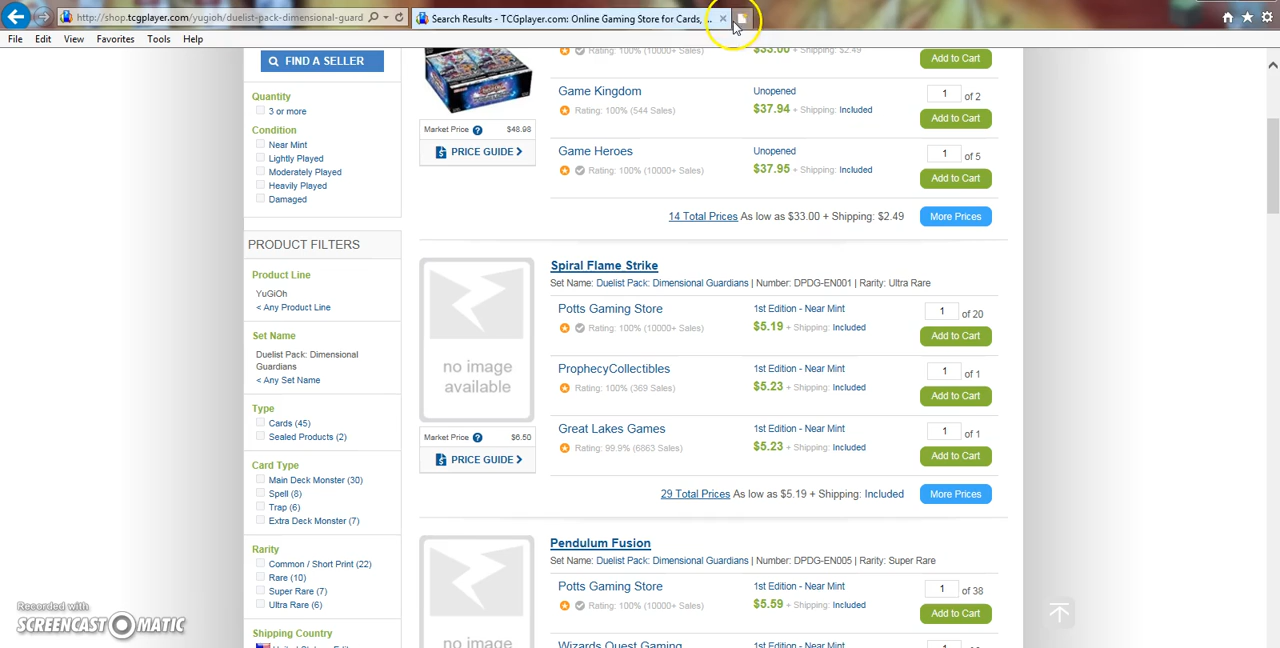 http://shop.tcgplayer.com/yugioh/duelist-pack-dimensional-guard
Search Results - TCGplayer.com: Online Gaming Store for Cards, ...
File Edit View Favorites Tools Help
FIND A SELLER
Quantity
3 or more
Condition
Near Mint
Lightly Played
Moderately Played
Heavily Played
Damaged
PRODUCT FILTERS
Product Line
YuGiOh
< Any Product Line
Set Name
Duelist Pack: Dimensional
Guardians
< Any Set Name
Type
Cards (45)
Sealed Products (2)
Card Type
Main Deck Monster (30)
Spell (8)
Trap (6)
Extra Deck Monster (7)
Rarity
Common / Short Print (22)
Rare (10)
Super Rare (7)
Ultra Rare (6)
Shipping Country
Market Price ? $48.98
PRICE GUIDE
Rating: 100% (10000+ Sales) $33.00 + Shipping: $2.49
Add to Cart
Game Kingdom Unopened 1 of 2
Rating: 100% (544 Sales) $37.94 + Shipping: Included Add to Cart
Game Heroes Unopened 1 of 5
Rating: 100% (10000+ Sales) $37.95 + Shipping: Included Add to Cart
14 Total Prices As low as $33.00 + Shipping: $2.49 More Prices
no image
available
Market Price ? $6.50
PRICE GUIDE
Spiral Flame Strike
Set Name: Duelist Pack: Dimensional Guardians | Number: DPDG-EN001 | Rarity: Ultra Rare
Potts Gaming Store 1st Edition - Near Mint 1 of 20
Rating: 100% (10000+ Sales) $5.19 + Shipping: Included Add to Cart
ProphecyCollectibles 1st Edition - Near Mint 1 of 1
Rating: 100% (369 Sales) $5.23 + Shipping: Included Add to Cart
Great Lakes Games 1st Edition - Near Mint 1 of 1
Rating: 99.9% (6863 Sales) $5.23 + Shipping: Included Add to Cart
29 Total Prices As low as $5.19 + Shipping: Included More Prices
no image
Pendulum Fusion
Set Name: Duelist Pack: Dimensional Guardians | Number: DPDG-EN005 | Rarity: Super Rare
Potts Gaming Store 1st Edition - Near Mint 1 of 38
Rating: 100% (10000+ Sales) $5.59 + Shipping: Included Add to Cart
Wizards Quest Gaming 1st Edition - Near Mint
Recorded with
SCREENCAST MATIC